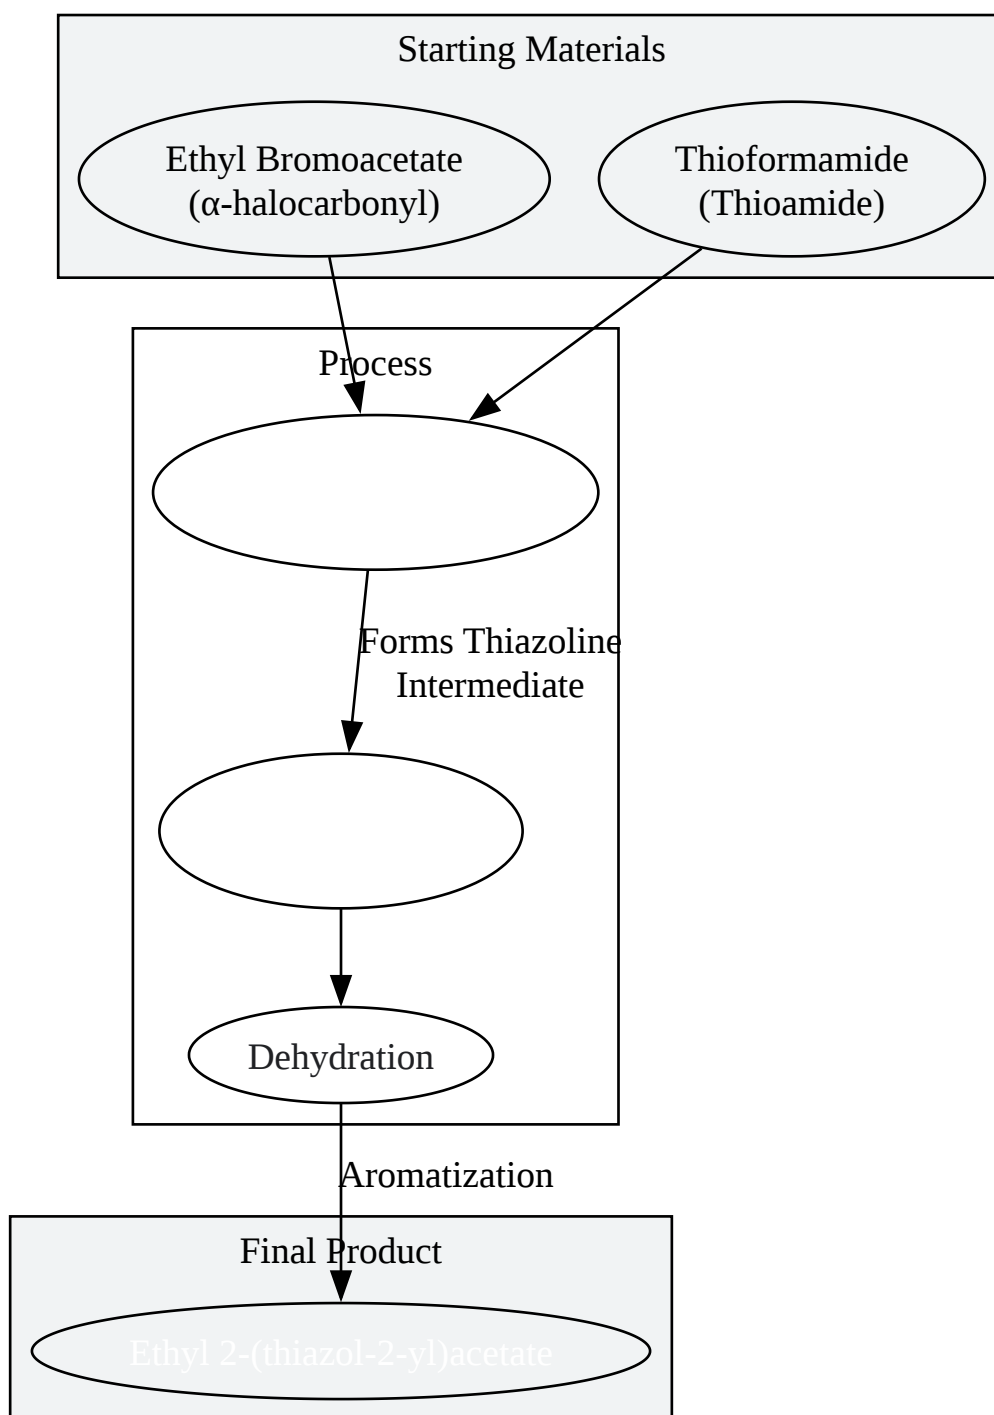 Starting Materials
Ethyl Bromoacetate
(α-halocarbonyl)
Thioformamide
(Thioamide)
Process
Forms Thiazoline
Intermediate
Dehydration
Aromatization
Final Product
Ethyl 2-(thiazol-2-yl)acetate